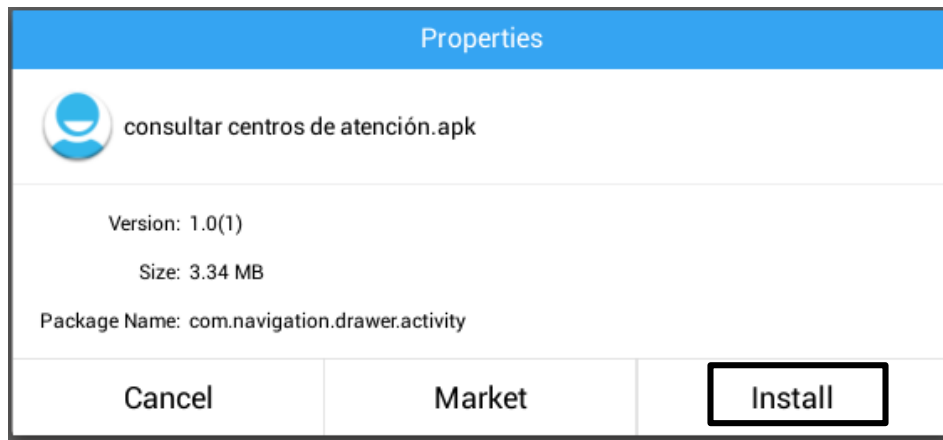 Properties
consultar centros de atención.apk
Version: 1.0(1)
Size: 3.34 MB
Package Name: com.navigation.drawer.activity
Cancel Market Install